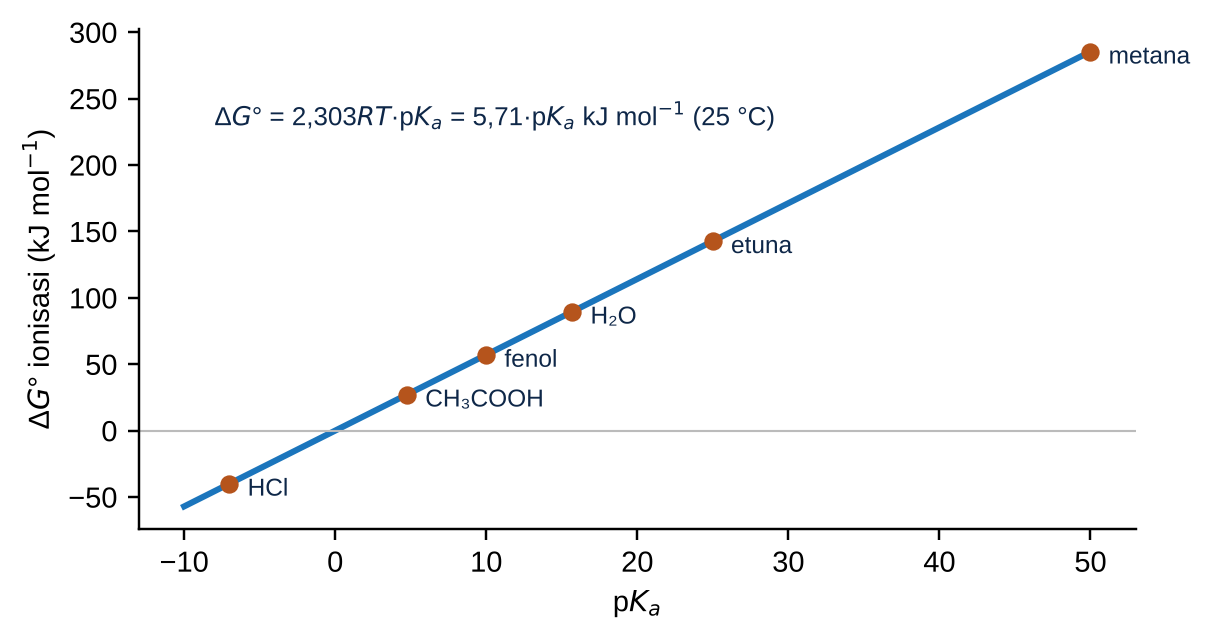 300
250
200
150
100
50
0
−50
ΔG° ionisasi (kJ mol⁻¹)
ΔG° = 2,303RT·pKₐ = 5,71·pKₐ kJ mol⁻¹ (25 °C)
metana
etuna
H₂O
fenol
CH₃COOH
HCl
−10 0 10 20 30 40 50
pKₐ